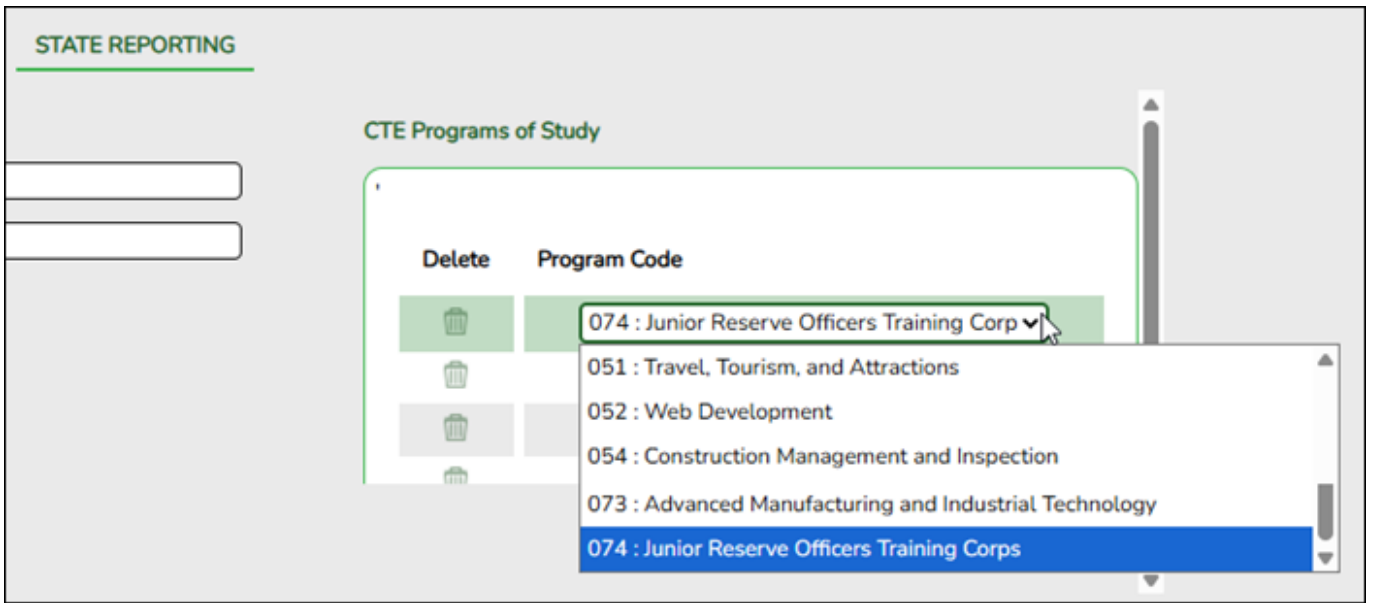 STATE REPORTING
CTE Programs of Study
'
Delete Program Code
074 : Junior Reserve Officers Training Corp
051 : Travel, Tourism, and Attractions
052 : Web Development
054 : Construction Management and Inspection
073 : Advanced Manufacturing and Industrial Technology
074 : Junior Reserve Officers Training Corps